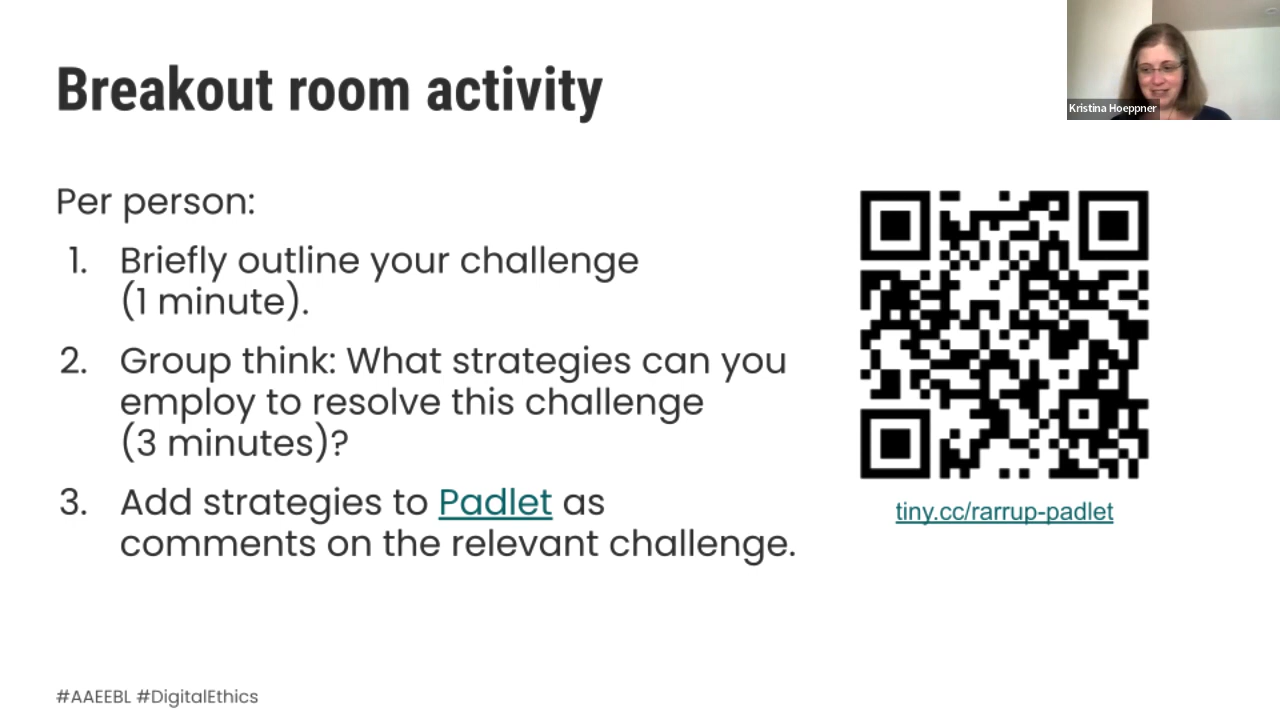 Breakout room activity
Kristina Hoeppner
Per person:
1. Briefly outline your challenge
(1 minute).
2. Group think: What strategies can you
employ to resolve this challenge
(3 minutes)?
3. Add strategies to Padlet as
comments on the relevant challenge.
tiny.cc/rarrup-padlet
#AAEEBL #DigitalEthics